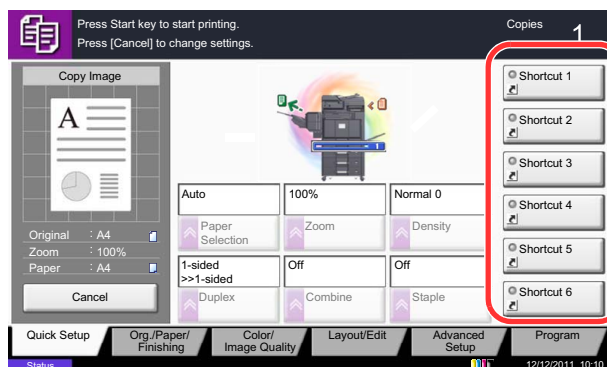 Press Start key to start printing.
Press [Cancel] to change settings.
Copies
1
Copy Image
A
Original : A4
Zoom : 100%
Paper : A4
Cancel
1
Auto
Paper
Selection
100%
Zoom
Normal 0
Density
1-sided
>>1-sided
Duplex
Off
Combine
Off
Staple
Shortcut 1
Shortcut 2
Shortcut 3
Shortcut 4
Shortcut 5
Shortcut 6
Quick Setup
Org./Paper/
Finishing
Color/
Image Quality
Layout/Edit
Advanced
Setup
Program
Status
12/12/2011 10:10